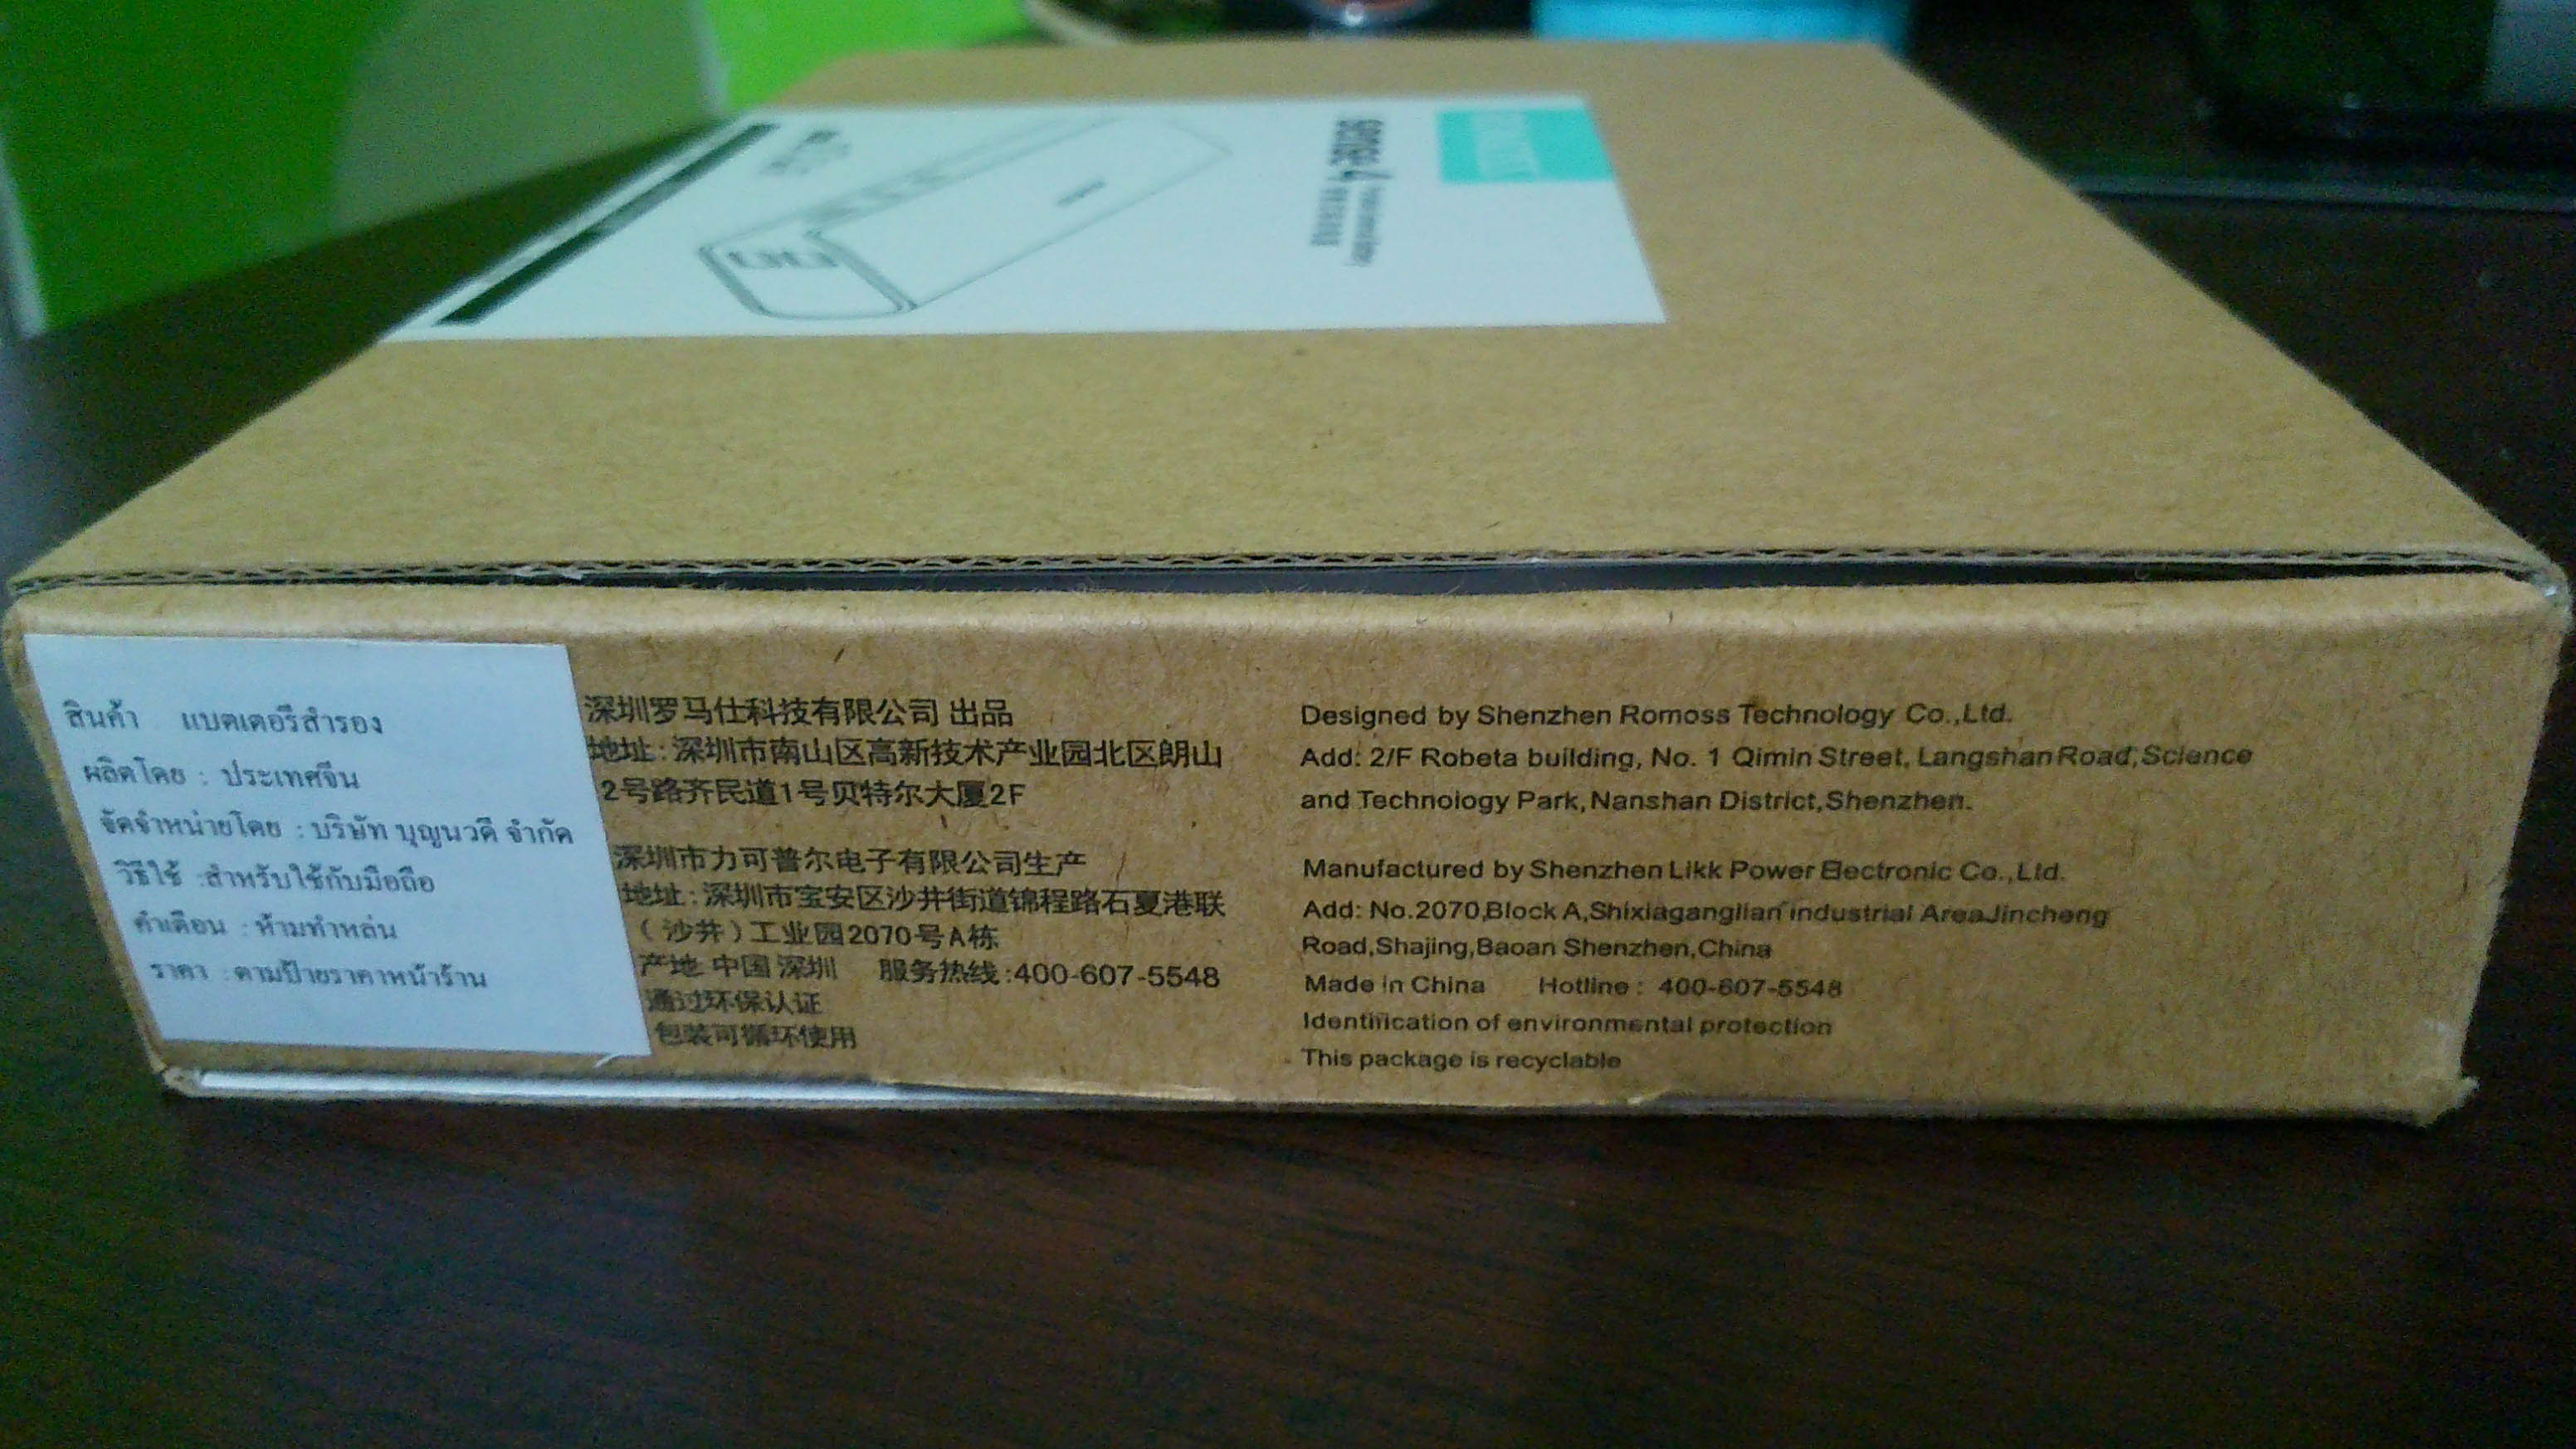 sense 4
สินค้า แบตเตอรี่สำรอง
ผลิตโดย : ประเทศจีน
จัดจำหน่ายโดย : บริษัท บุญนวดี จำกัด
วิธีใช้ :สำหรับใช้กับมือถือ
คำเตือน : ห้ามทำหล่น
ราคา : ตามป้ายราคาหน้าร้าน
深圳罗马仕科技有限公司 出品
地址:深圳市南山区高新技术产业园北区朗山
2号路齐民道1号贝特尔大厦2F
深圳市力可普尔电子有限公司生产
地址:深圳市宝安区沙井街道锦程路石夏港联
(沙井)工业园2070号A栋
产地 中国 深圳 服务热线:400-607-5548
通过环保认证
包装可循环使用
Designed by Shenzhen Romoss Technology Co.,Ltd.
Add: 2/F Robeta building, No. 1 Qimin Street, Langshan Road,Science
and Technology Park,Nanshan District,Shenzhen.
Manufactured by Shenzhen Likk Power Electronic Co.,Ltd.
Add: No.2070,Block A,Shixiaganglian industrial AreaJincheng
Road,Shajing,Baoan Shenzhen,China
Made in China Hotline : 400-607-5548
Identification of environmental protection
This package is recyclable